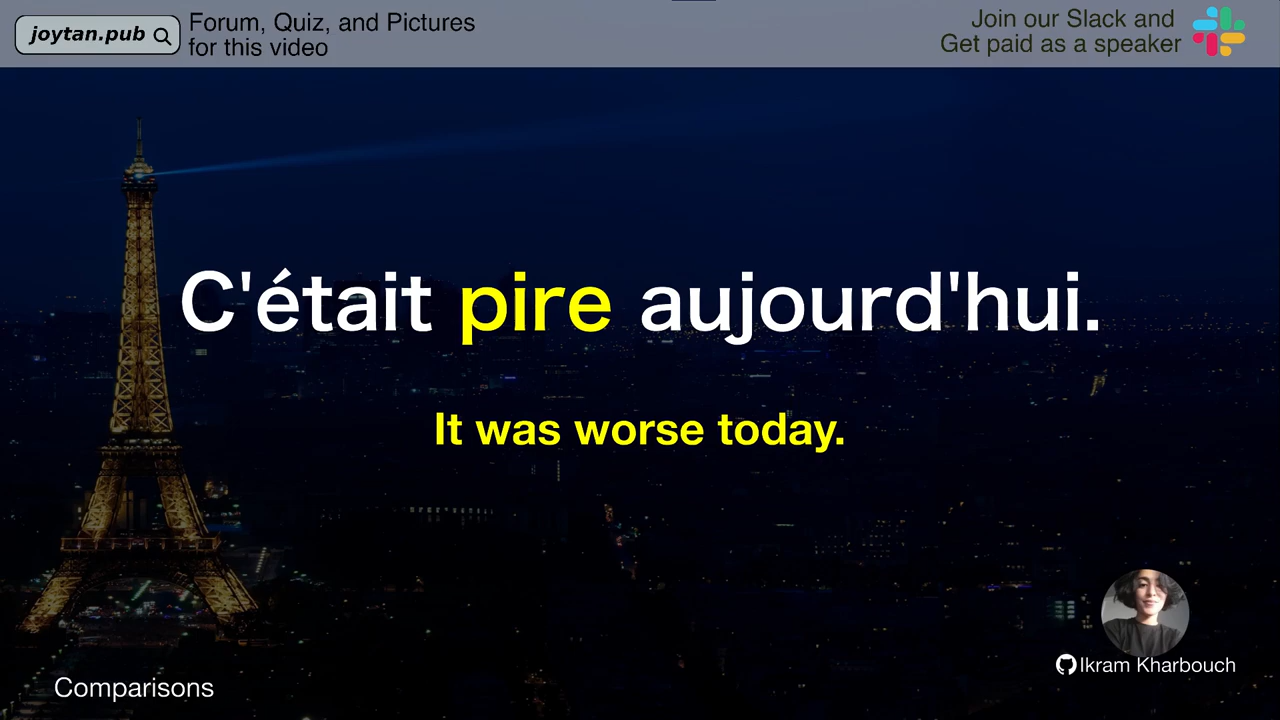 joytan.pub
Forum, Quiz, and Pictures
for this video
Join our Slack and
Get paid as a speaker
C'était pire aujourd'hui.
It was worse today.
Ikram Kharbouch
Comparisons